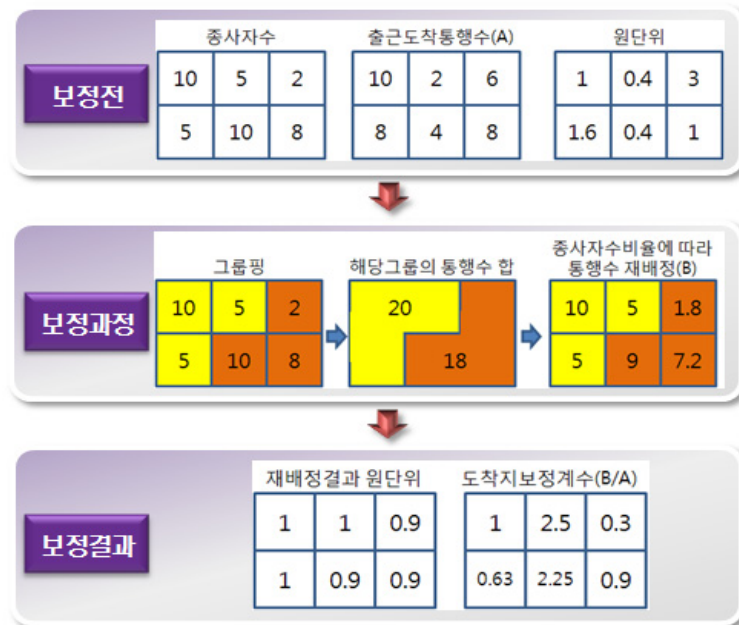 보정전
종사자수
10 5 2
5 10 8
출근도착통행수(A)
10 2 6
8 4 8
원단위
1 0.4 3
1.6 0.4 1
보정과정
그룹핑
10 5 2
5 10 8
해당그룹의 통행수 합
20
18
종사자수비율에 따라
통행수 재배정(B)
10 5 1.8
5 9 7.2
보정결과
재배정결과 원단위
1 1 0.9
1 0.9 0.9
도착지보정계수(B/A)
1 2.5 0.3
0.63 2.25 0.9